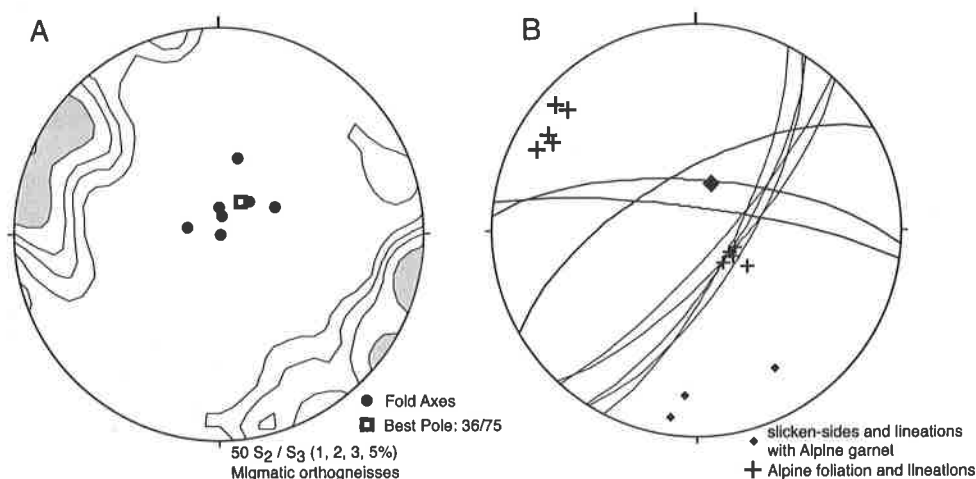 A
B
Fold Axes
Best Pole: 36/75
50 S₂ / S₃ (1, 2, 3, 5%)
Migmatic orthogneisses
slicken-sides and lineations
with Alpine garnet
Alpine foliation and lineations